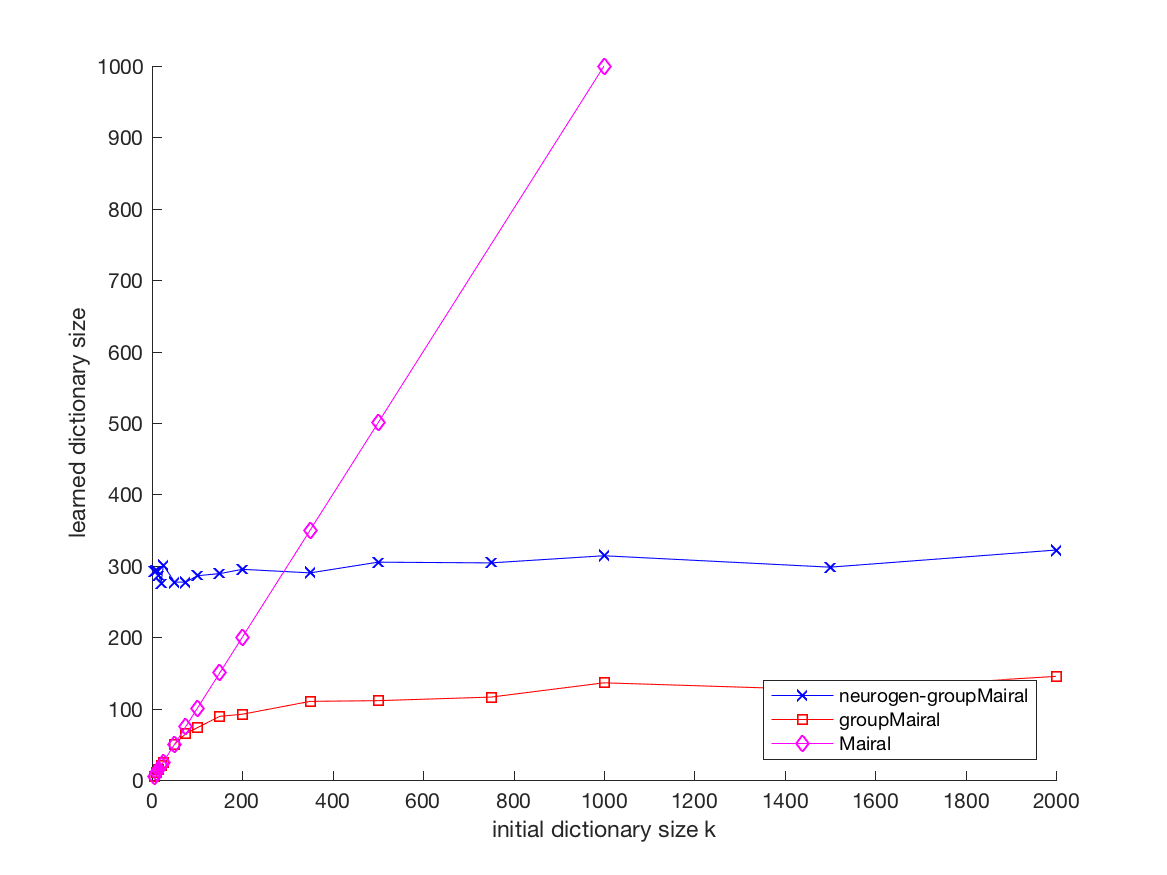 1000
900
800
700
600
500
400
300
200
100
0
learned dictionary size
0 200 400 600 800 1000 1200 1400 1600 1800 2000
initial dictionary size k
neurogen-groupMairal
groupMairal
Mairal